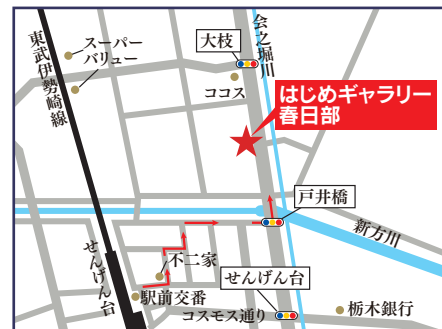 会之堀川
大枝
東武伊勢崎線
スーパー
バリュー
ココス
はじめギャラリー
春日部
戸井橋
新方川
せんげん台
不二家
せんげん台
駅前交番
コスモス通り
栃木銀行